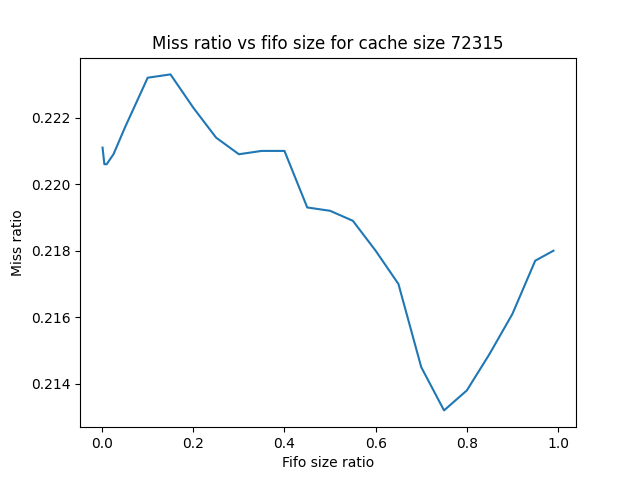 Miss ratio vs fifo size for cache size 72315
0.222
0.220
0.218
0.216
0.214
Miss ratio
0.0 0.2 0.4 0.6 0.8 1.0
Fifo size ratio